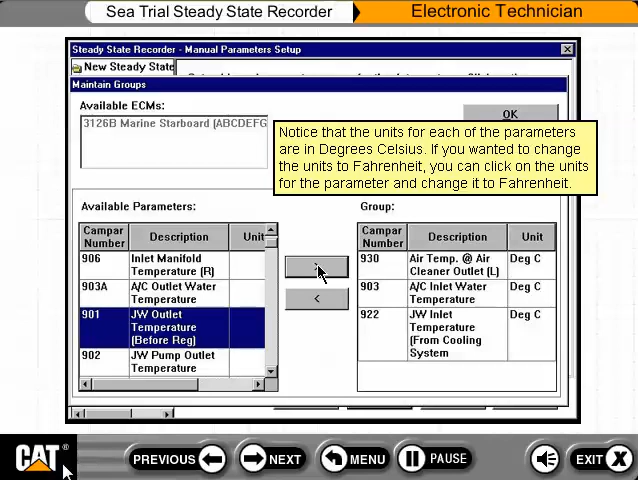 Sea Trial Steady State Recorder
Electronic Technician
Steady State Recorder - Manual Parameters Setup
New Steady State
Maintain Groups
Available ECMs:
3126B Marine Starboard (ABCDEFG
OK
Notice that the units for each of the parameters
are in Degrees Celsius. If you wanted to change
the units to Fahrenheit, you can click on the units
for the parameter and change it to Fahrenheit.
Available Parameters:
Campar Number Description Unit
906 Inlet Manifold Temperature (R)
903A A/C Outlet Water Temperature
901 JW Outlet Temperature (Before Reg)
902 JW Pump Outlet Temperature
<
Group:
Campar Number Description Unit
930 Air Temp. @ Air Cleaner Outlet (L) Deg C
903 A/C Inlet Water Temperature Deg C
922 JW Inlet Temperature (From Cooling System Deg C
CAT®
PREVIOUS
NEXT
MENU
PAUSE
EXIT X